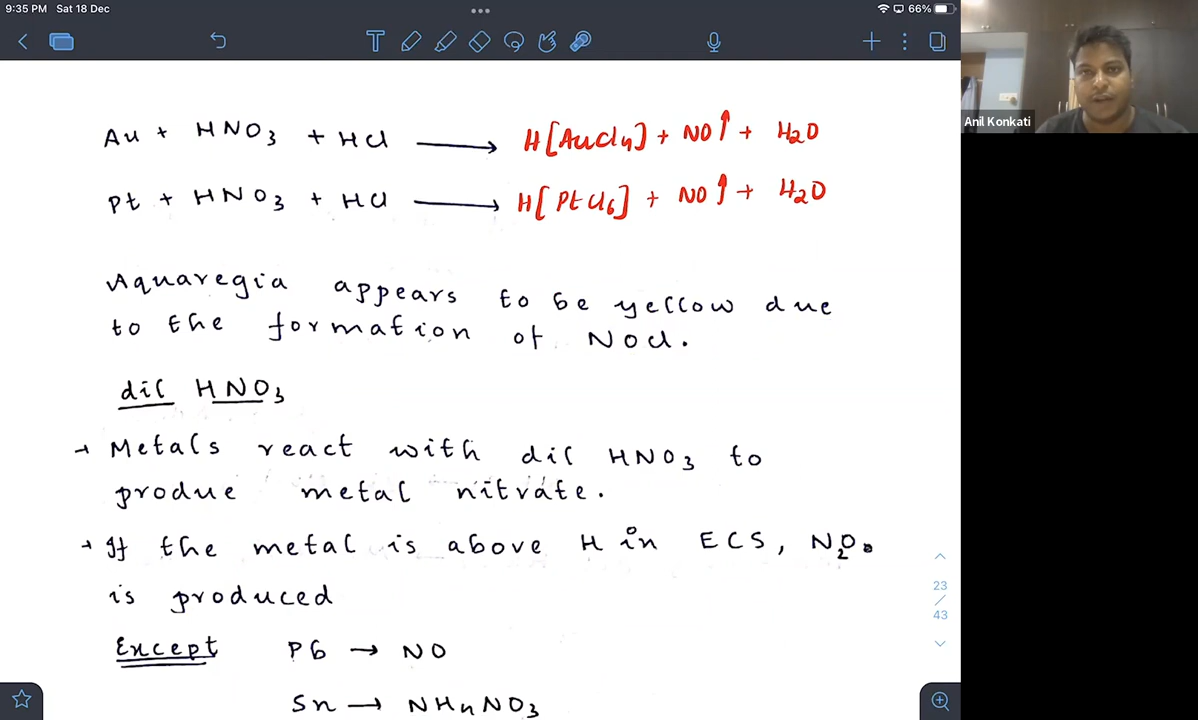 9:35 PM Sat 18 Dec
66%
Anil Konkati
Au + HNO3 + HCl ⟶ H[AuCl4] + NO↑ + H2O
Pt + HNO3 + HCl ⟶ H[PtCl6] + NO↑ + H2O
Aquaregia appears to be yellow due
to the formation of NOCl.
dil HNO3
→ Metals react with dil HNO3 to
produe metal nitrate.
→ If the metal is above H in ECS, N2O
is produced
Except Pb → NO
Sn → NH4NO3
23
/
43